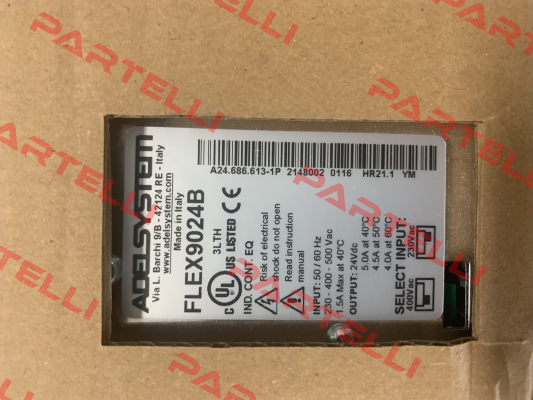 ADELSYSTEM
Via L. Barchi 9/B - 42124 RE - Italy
www.adelsystem.com
Made in Italy
FLEX9024B
3LTH
C UL US LISTED CE
IND. CONT. EQ
Risk of electrical
shock do not open
Read instruction
manual
INPUT: 50 / 60 Hz
230 - 400 - 500 Vac
1.5A Max at 40°C
OUTPUT: 24Vdc
5.0A at 40°C
4.5A at 50°C
4.0A at 60°C
SELECT INPUT:
400Vac 230Vac
A24.686.613-1P 2148002 0116 HR21.1 YM
PARTELLI
PARTELLI
PARTELLI
PARTELLI
PARTELLI
PARTELLI